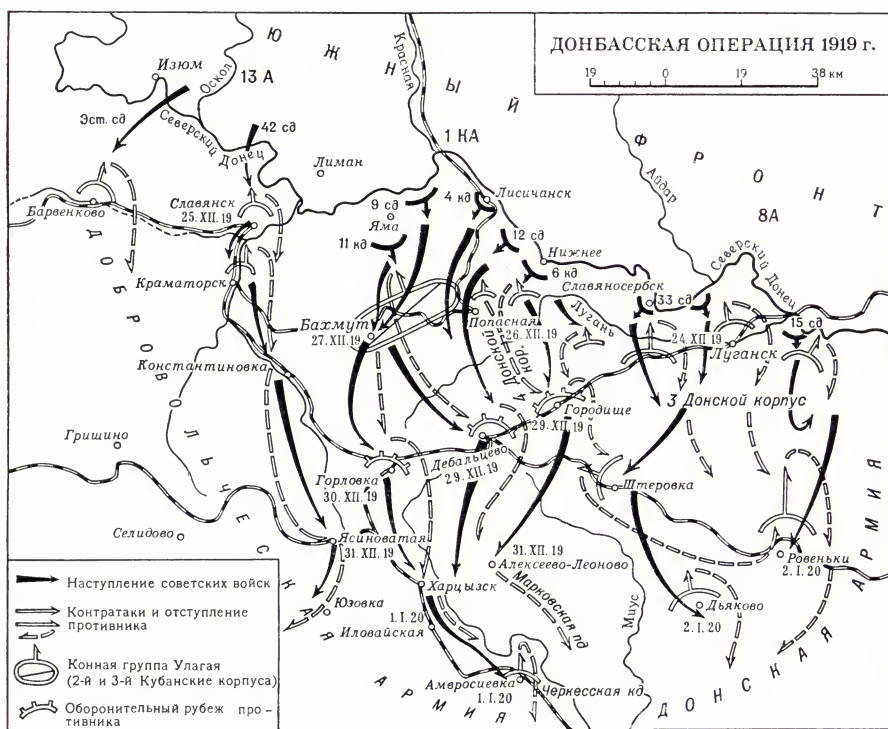 ДОНБАССКАЯ ОПЕРАЦИЯ 1919 г.
19 0 19 38 км
ЮЖНЫЙ ФРОНТ
Изюм
Оскол
13 А
Красная
Эст. сд
Северский Донец
42 сд
1 КА
Лиман
Айдар
8А
Барвенково
Славянск
25. XII. 19
9 сд
Яма
4 кд
Лисичанск
11 кд
12 сд
Нижнее
6 кд
Славяносербск
33 сд
Северский Донец
15 сд
Краматорск
Бахмут
27. XII. 19
Попасная
26. XII. 19
Лугань
24. XII. 19
Луганск
4 Донской кор.
Константиновка
3 Донской корпус
Городище
29. XII. 19
Гришино
Дебальцево
29. XII. 19
Горловка
30. XII. 19
Штеровка
Селидово
Ясиноватая
31. XII. 19
31. XII. 19
Алексеево-Леоново
Ровеньки
2. I. 20
Харцызск
Марковская пд
Юзовка
1. I. 20
Иловайская
Миус
Дьяково
2. I. 20
Амвросиевка
1. I. 20
Черкесская кд
ДОБРОВОЛЬЧЕСКАЯ
АРМИЯ
ДОНСКАЯ АРМИЯ
Наступление советских войск
Контратаки и отступление
противника
Конная группа Улагая
(2-й и 3-й Кубанские корпуса)
Оборонительный рубеж про-
тивника